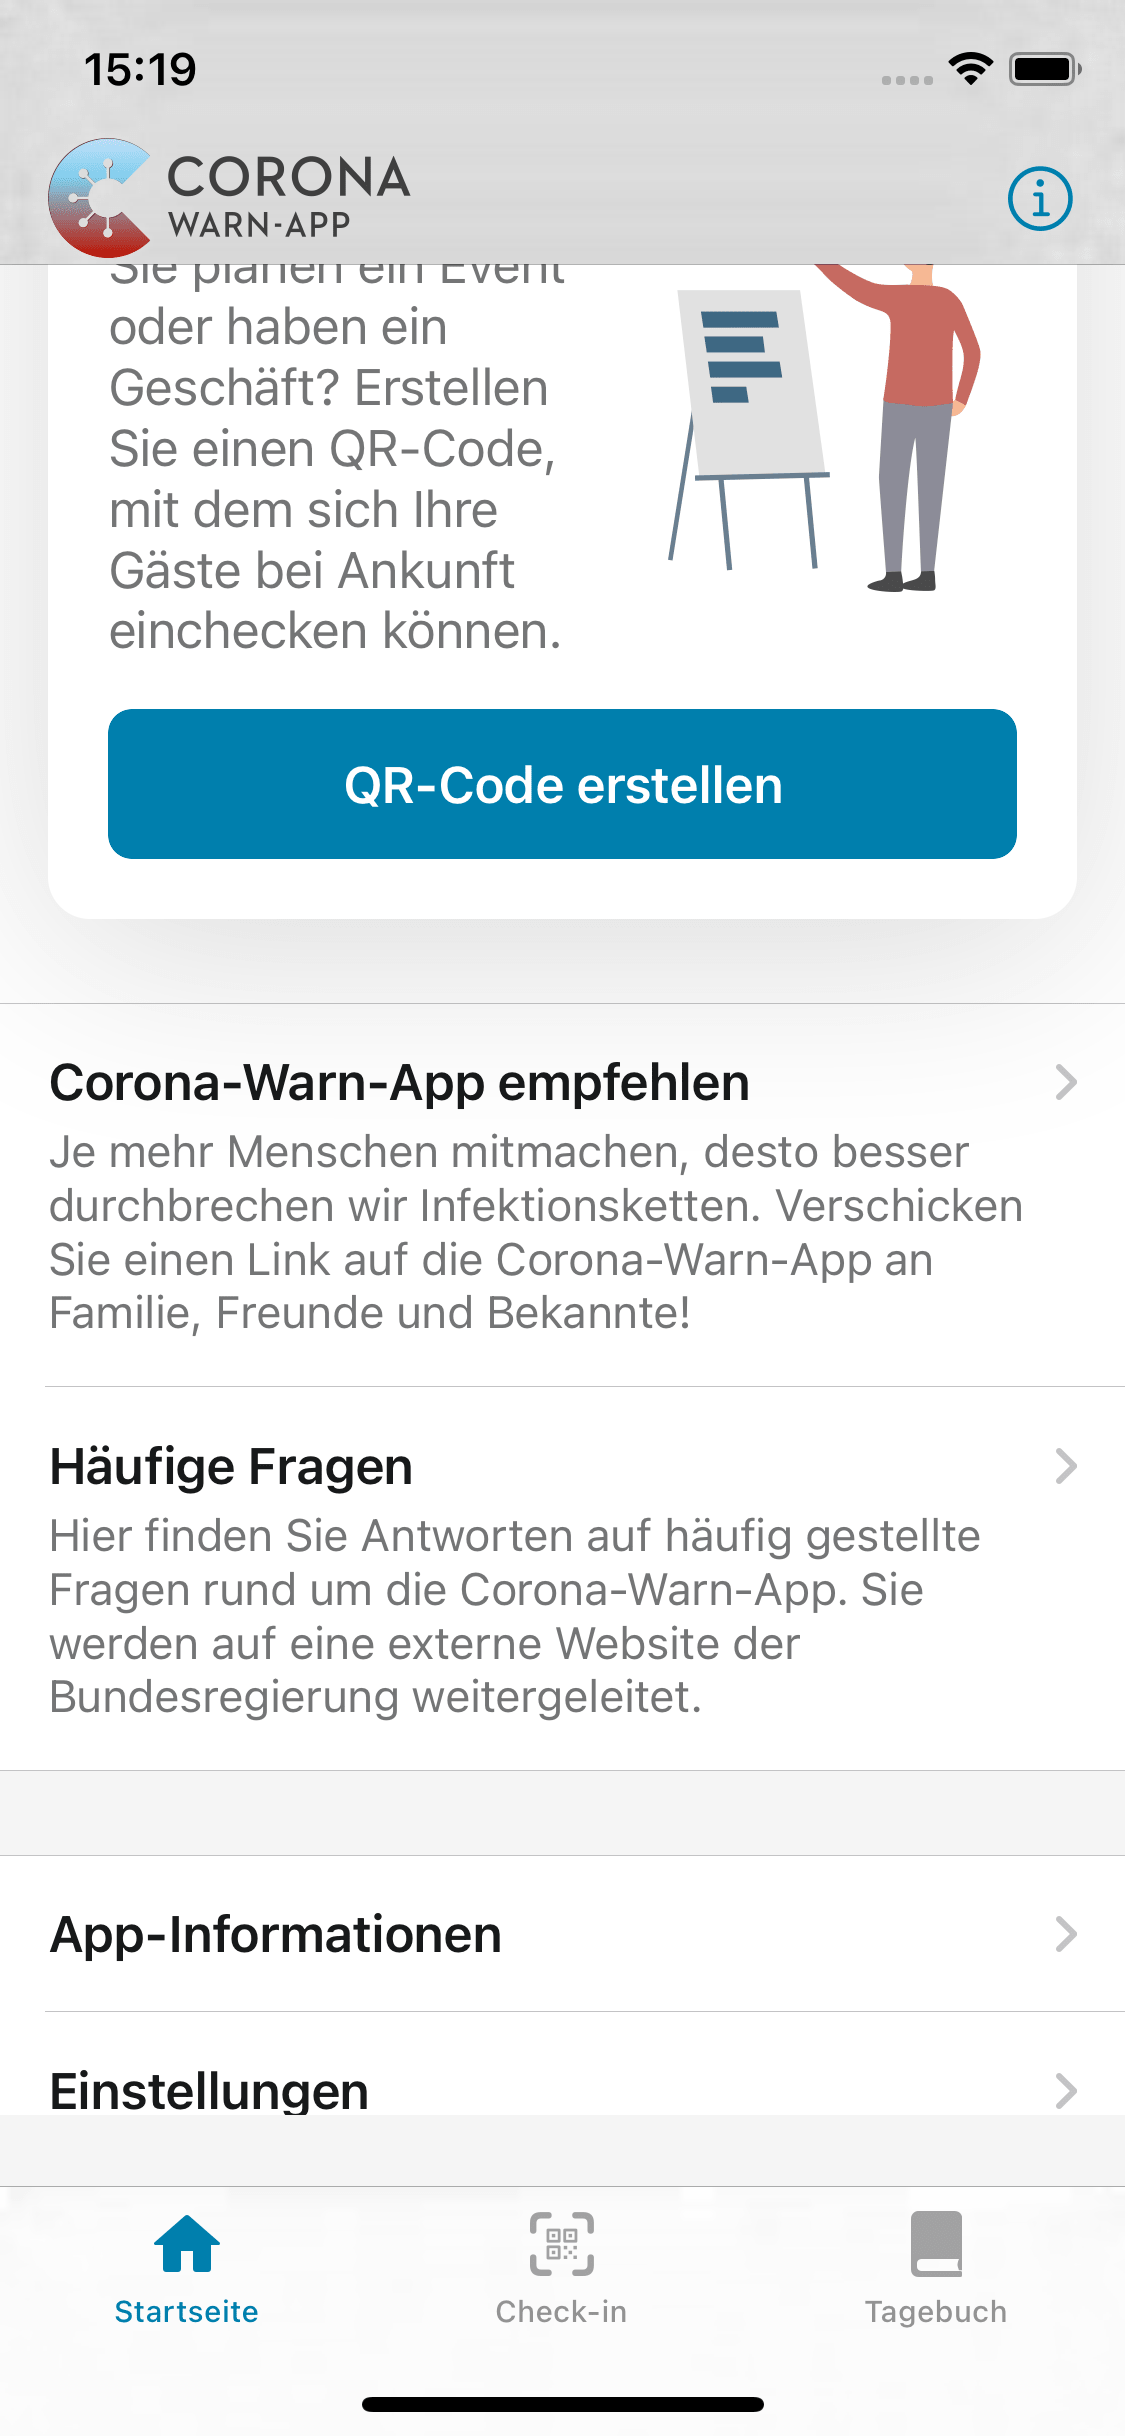 15:19
CORONA
WARN-APP
Sie planen ein Event
oder haben ein
Geschäft? Erstellen
Sie einen QR-Code,
mit dem sich Ihre
Gäste bei Ankunft
einchecken können.
QR-Code erstellen
Corona-Warn-App empfehlen
Je mehr Menschen mitmachen, desto besser
durchbrechen wir Infektionsketten. Verschicken
Sie einen Link auf die Corona-Warn-App an
Familie, Freunde und Bekannte!
Häufige Fragen
Hier finden Sie Antworten auf häufig gestellte
Fragen rund um die Corona-Warn-App. Sie
werden auf eine externe Website der
Bundesregierung weitergeleitet.
App-Informationen
Einstellungen
Startseite
Check-in
Tagebuch